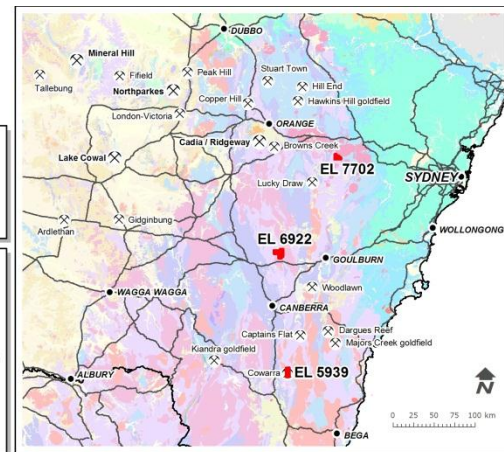 DUBBO
Mineral Hill
Peak Hill
Stuart Town
Tallebung
Fifield
Hill End
Northparkes
Copper Hill
Hawkins Hill goldfield
London-Victoria
ORANGE
Cadia / Ridgeway
Browns Creek
Lake Cowal
EL 7702
SYDNEY
Lucky Draw
Ardlethan
Gidginbung
WOLLONGONG
EL 6922
GOULBURN
WAGGA WAGGA
Woodlawn
CANBERRA
Captains Flat
Dargues Reef
Majors Creek goldfield
Kiandra goldfield
Cowarra
EL 5939
ALBURY
N
0 25 50 75 100 km
BEGA